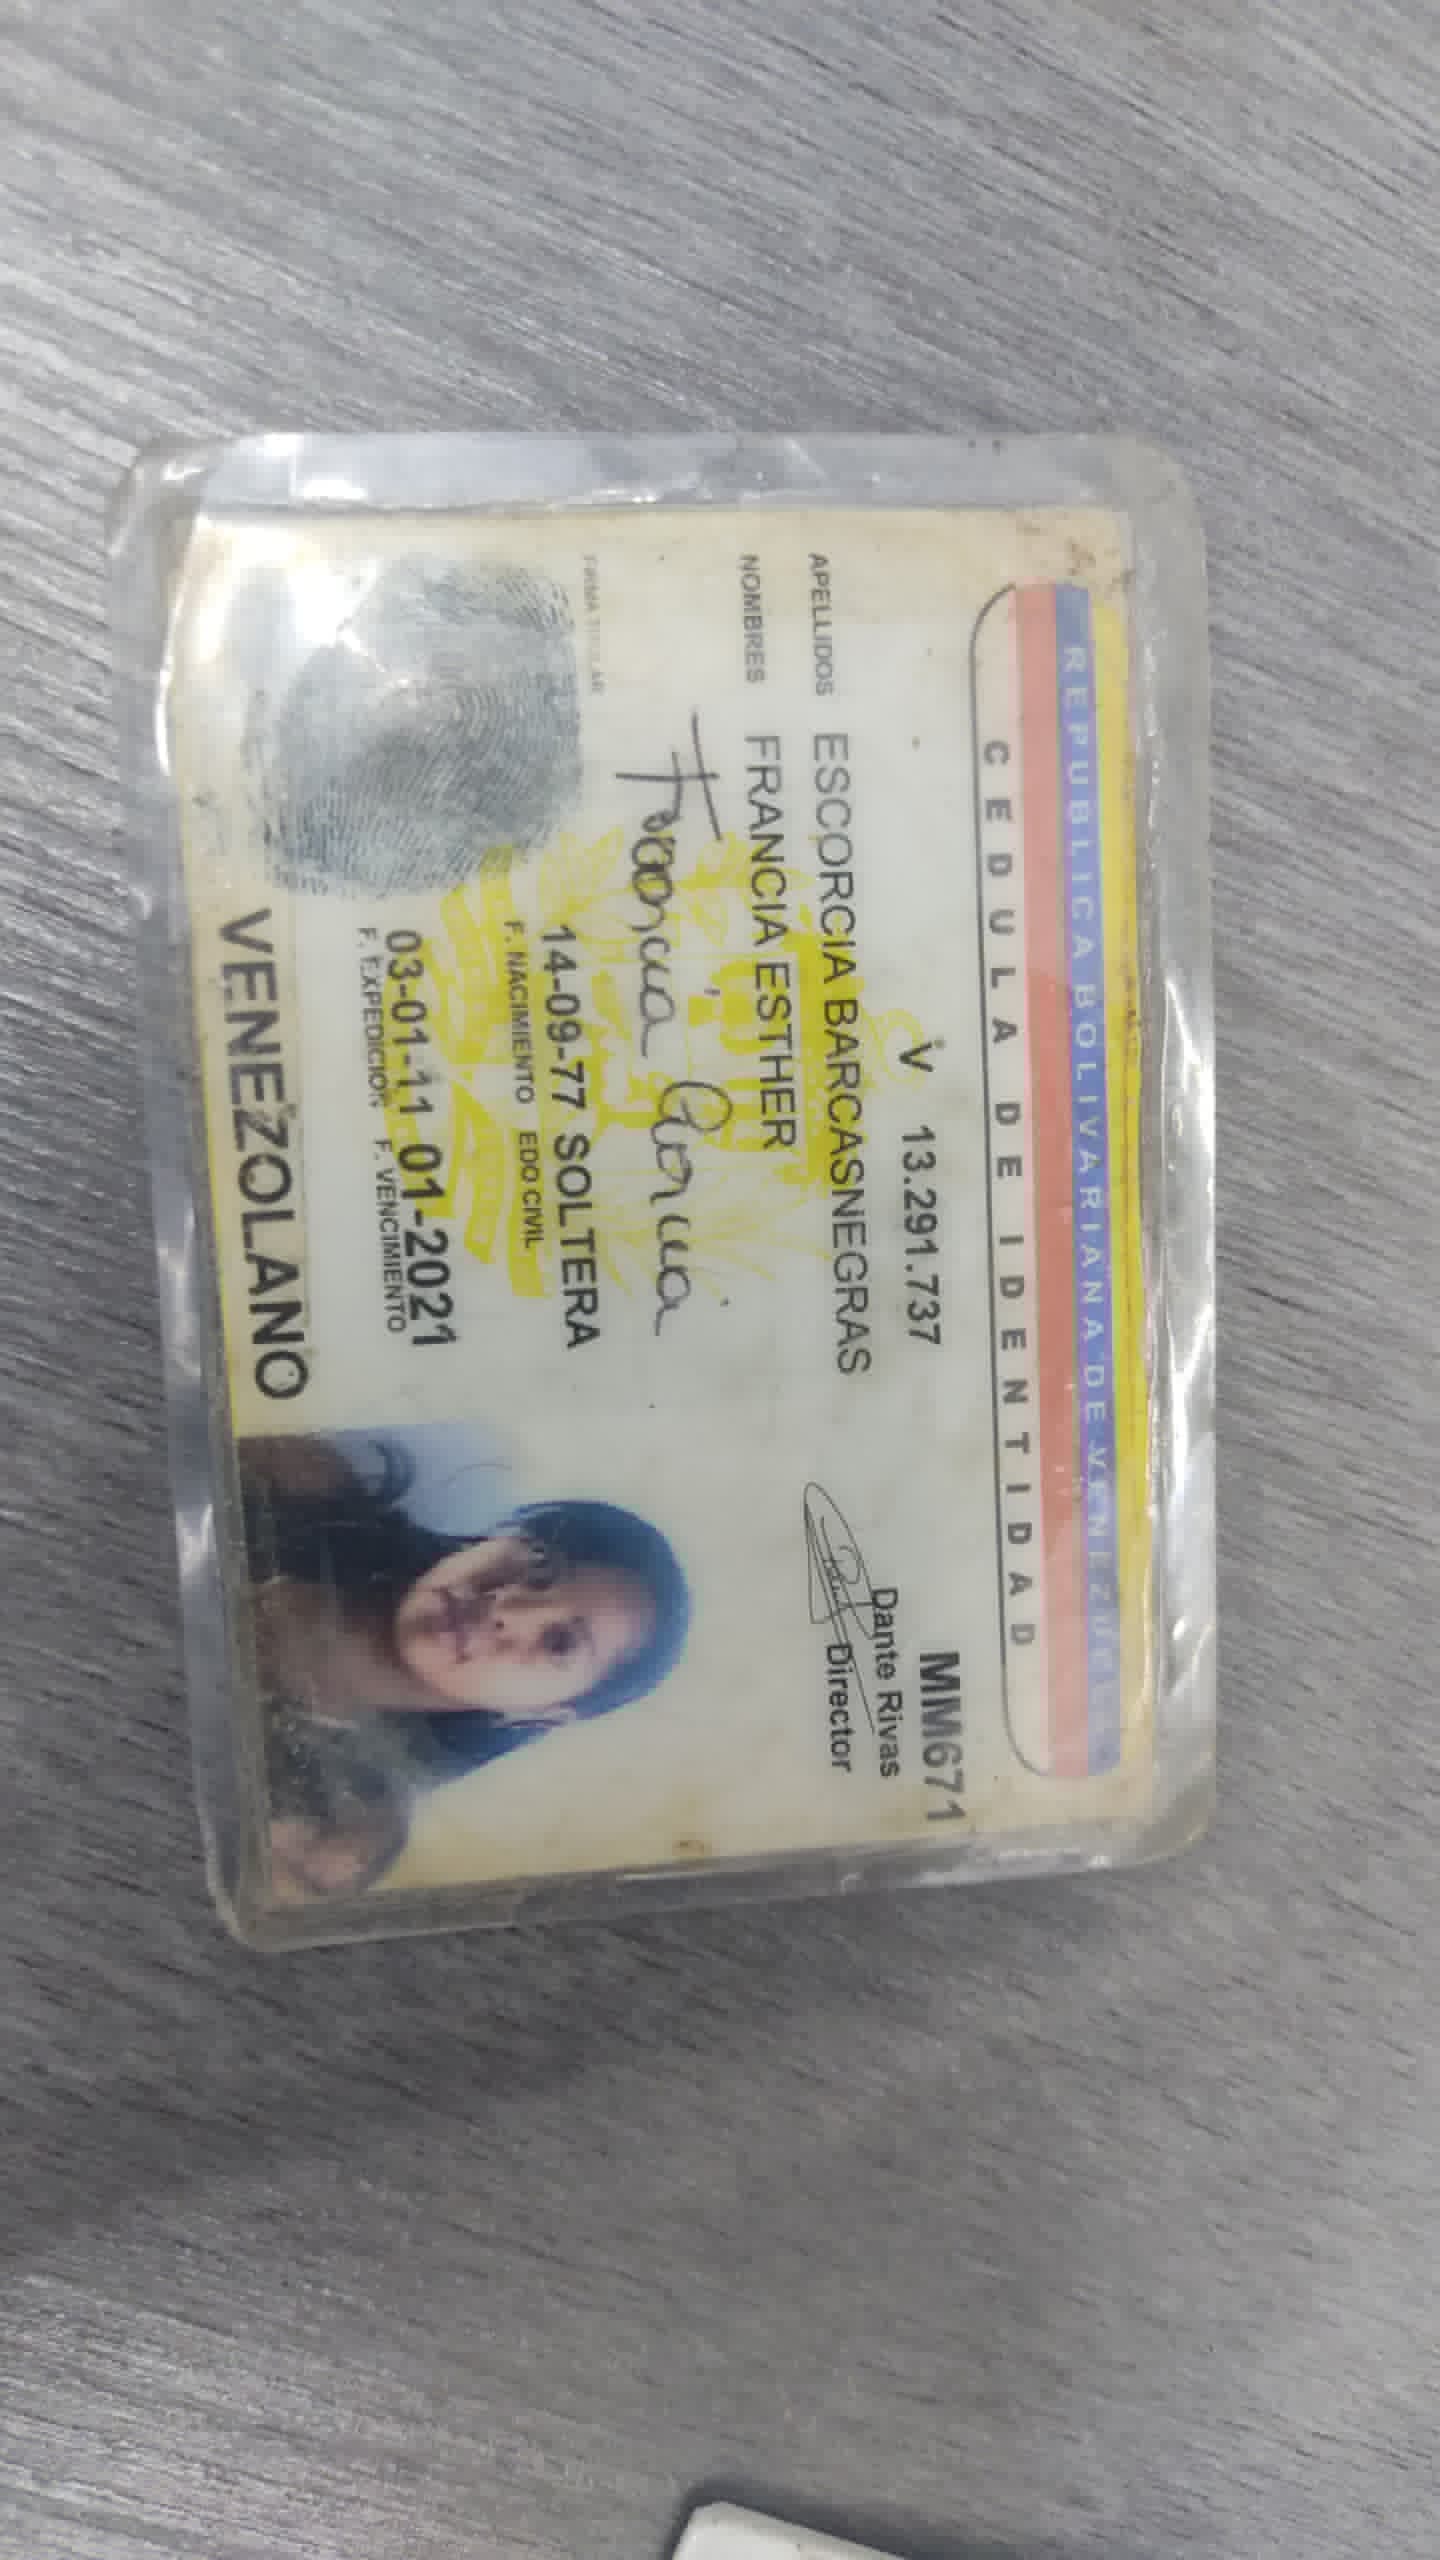 REPUBLICA BOLIVARIANA DE VENEZUELA
CEDULA DE IDENTIDAD
V 13.291.737
MM671
APELLIDOS ESCORCIA BARCASNEGRAS
NOMBRES FRANCIA ESTHER
Dante Rivas
Director
FIRMA TITULAR
14-09-77 SOLTERA
F. NACIMIENTO EDO CIVIL
03-01-11 01-2021
F. EXPEDICION F. VENCIMIENTO
VENEZOLANO